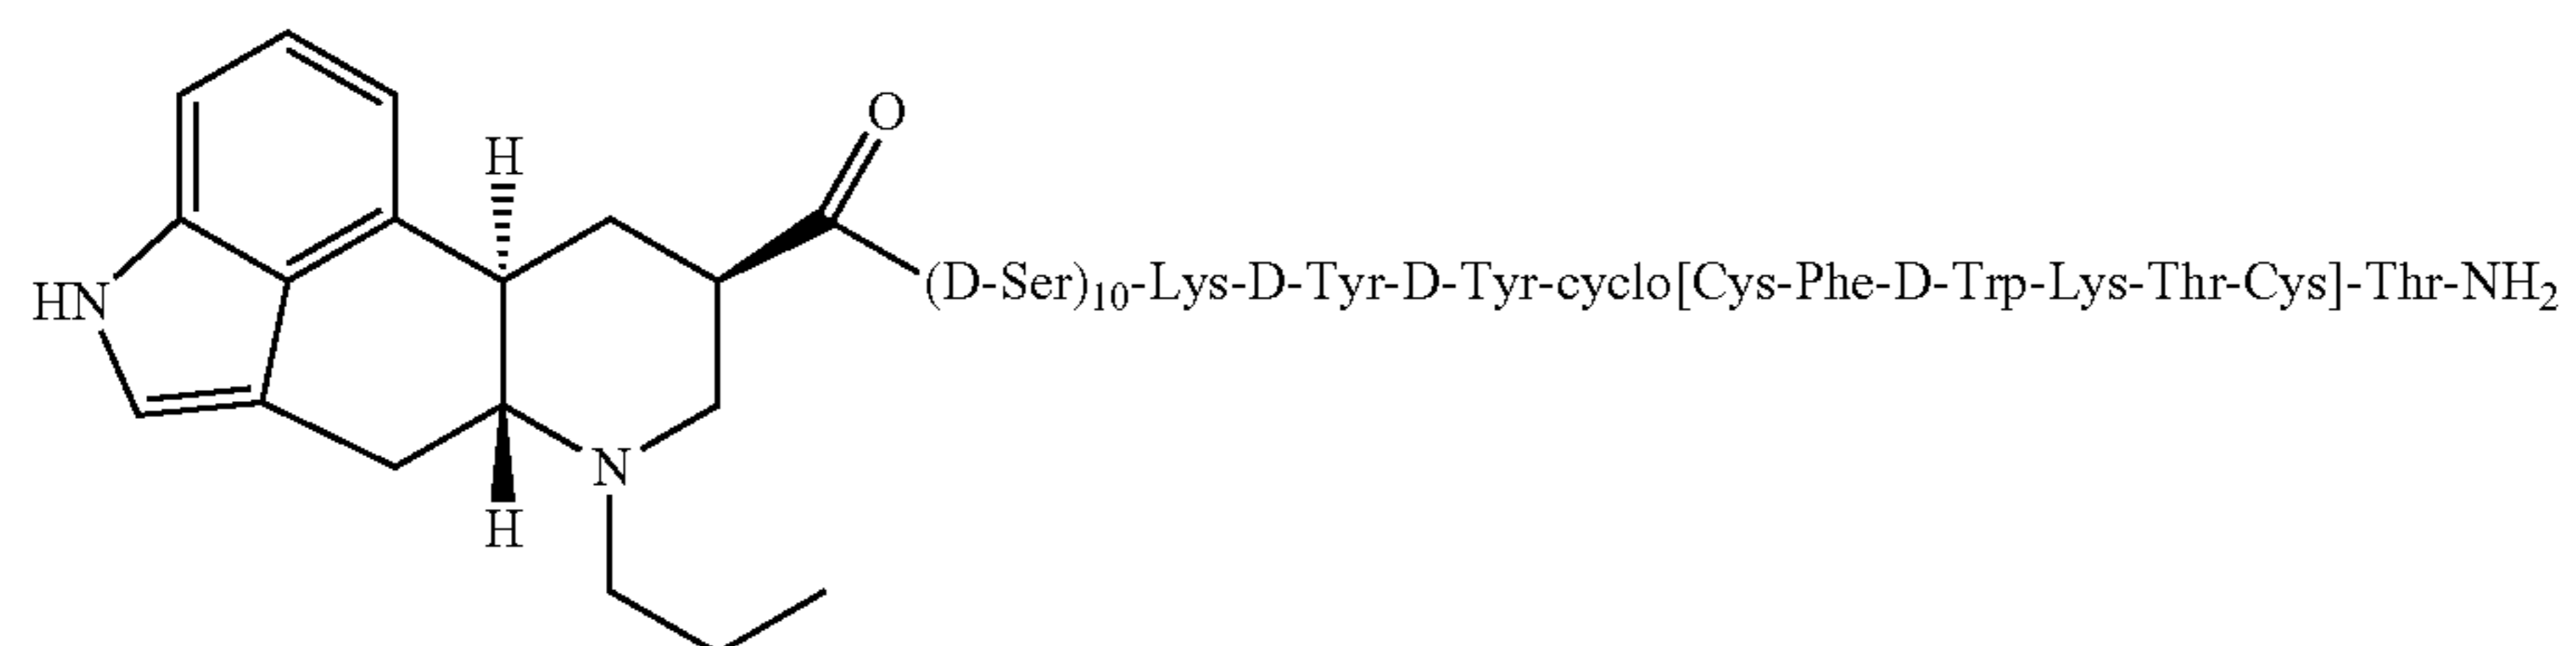 O
H
(D-Ser)10-Lys-D-Tyr-D-Tyr-cyclo[Cys-Phe-D-Trp-Lys-Thr-Cys]-Thr-NH2
HN
N
H